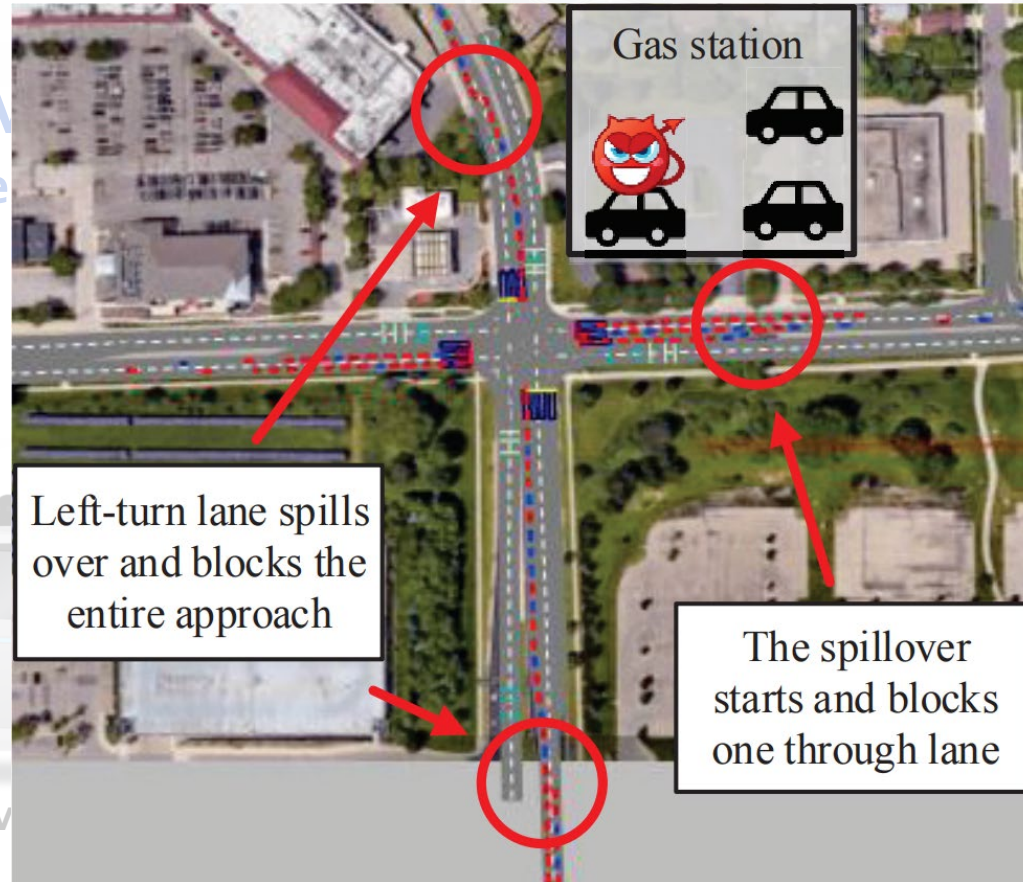 Gas station
Left-turn lane spills
over and blocks the
entire approach
The spillover
starts and blocks
one through lane